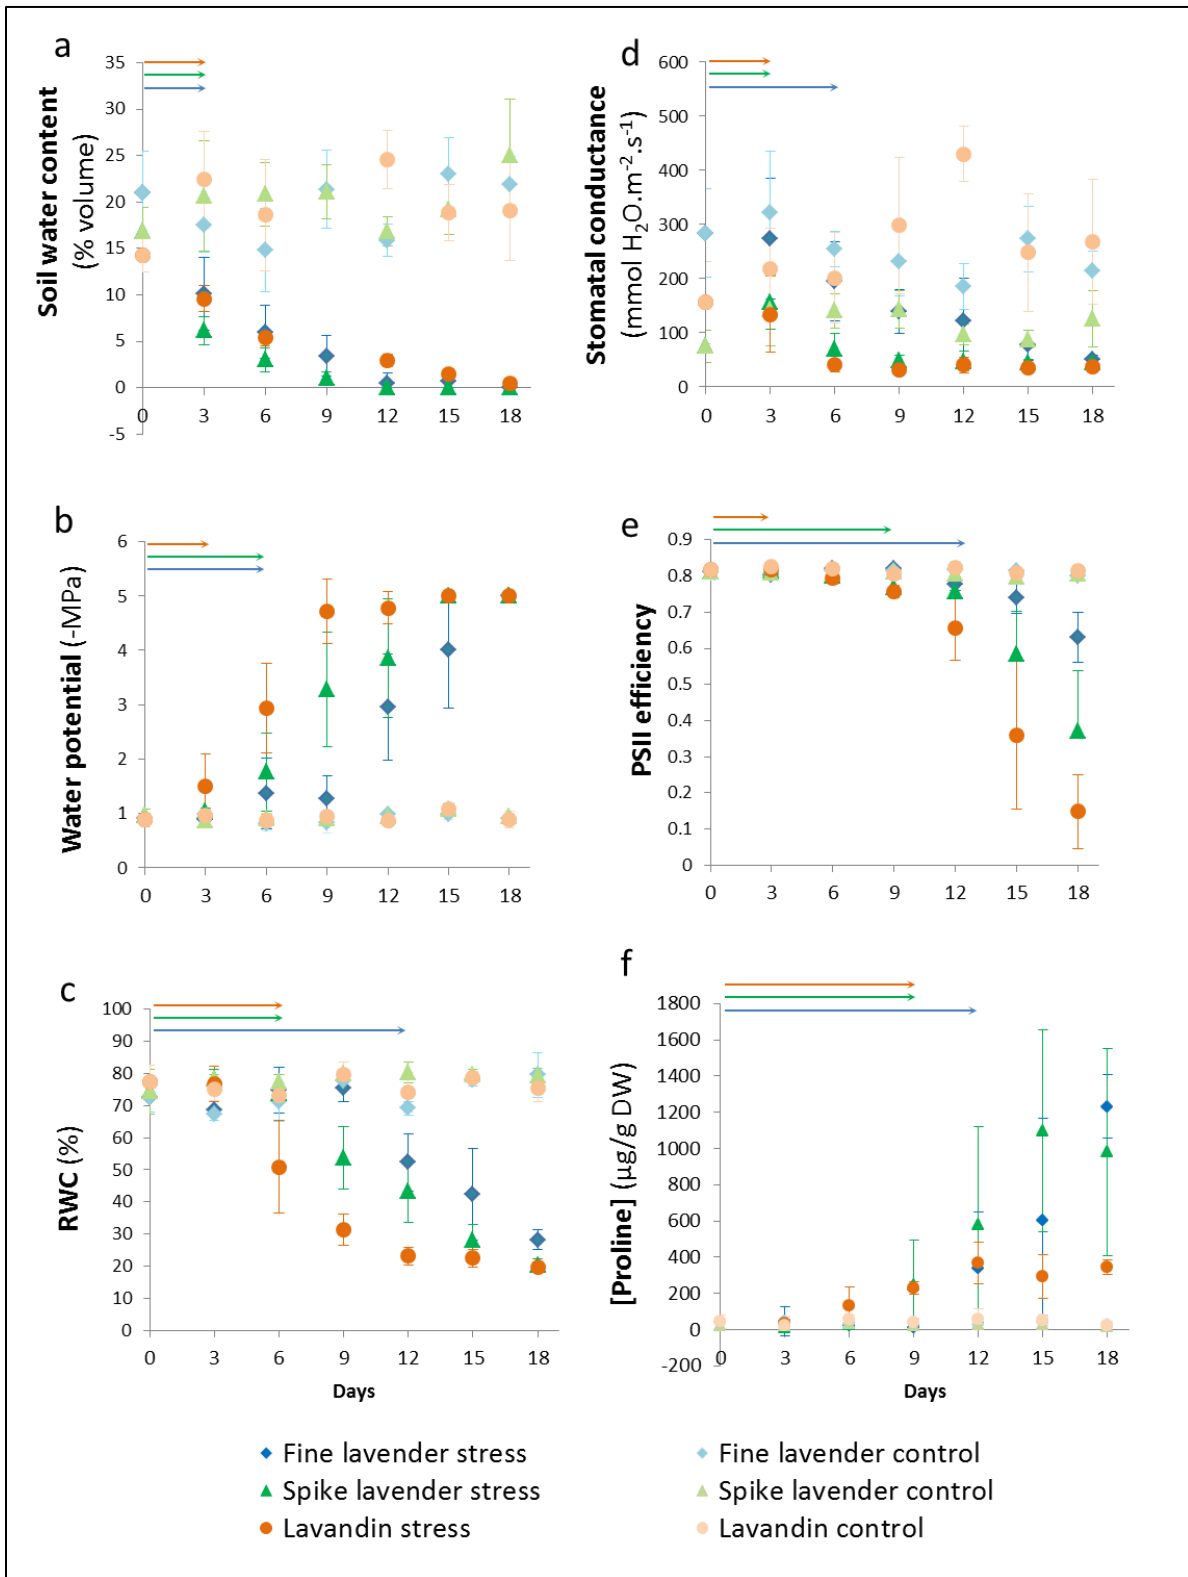 a
Soil water content
(% volume)
35
30
25
20
15
10
5
0
-5
0 3 6 9 12 15 18
d
Stomatal conductance
(mmol H₂O.m⁻².s⁻¹)
600
500
400
300
200
100
0
0 3 6 9 12 15 18
b
Water potential (-MPa)
6
5
4
3
2
1
0
0 3 6 9 12 15 18
e
PSII efficiency
0.9
0.8
0.7
0.6
0.5
0.4
0.3
0.2
0.1
0
0 3 6 9 12 15 18
c
RWC (%)
100
90
80
70
60
50
40
30
20
10
0
0 3 6 9 12 15 18
Days
f
[Proline] (µg/g DW)
1800
1600
1400
1200
1000
800
600
400
200
0
-200
0 3 6 9 12 15 18
Days
Fine lavender stress
Spike lavender stress
Lavandin stress
Fine lavender control
Spike lavender control
Lavandin control